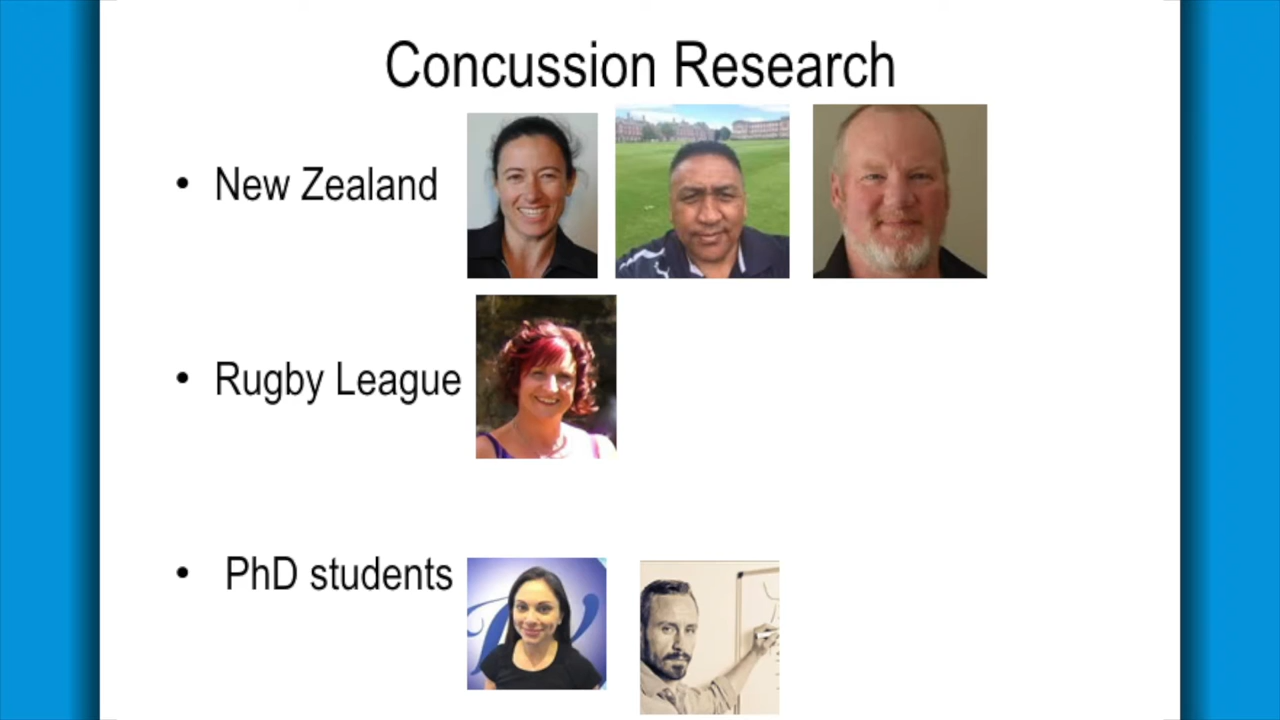 Concussion Research
• New Zealand
• Rugby League
• PhD students